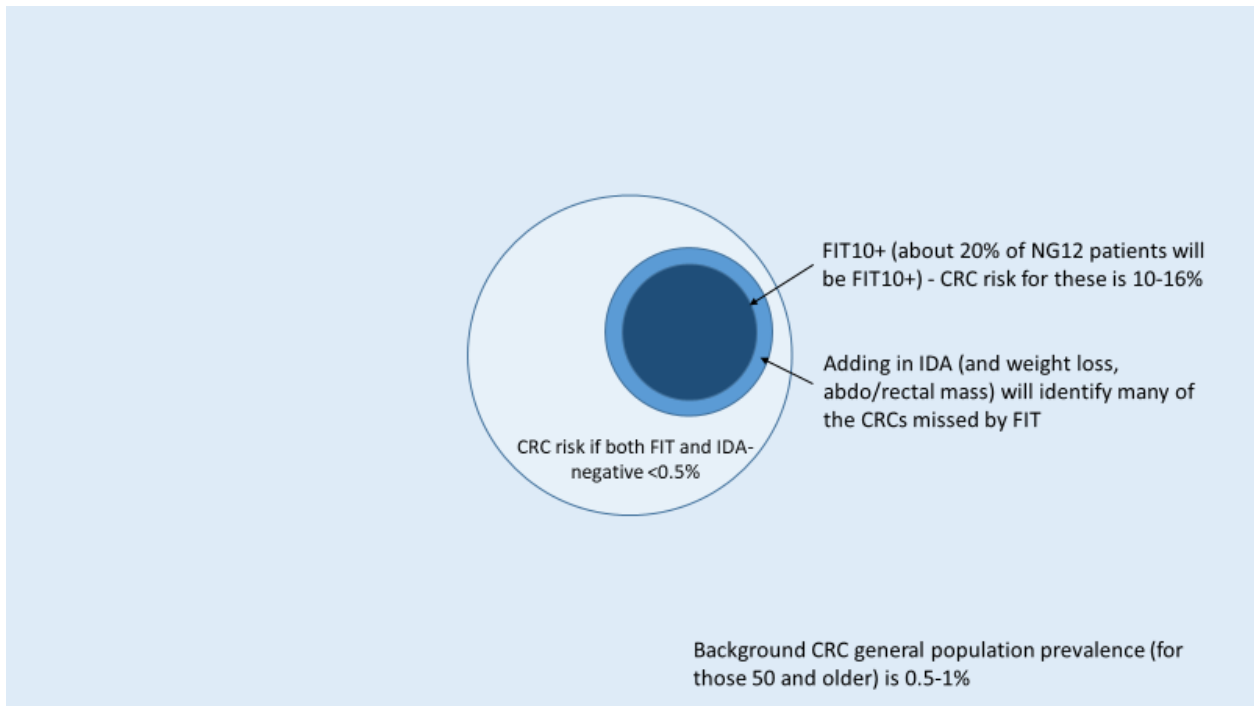 FIT10+ (about 20% of NG12 patients will
be FIT10+) - CRC risk for these is 10-16%
Adding in IDA (and weight loss,
abdo/rectal mass) will identify many of
the CRCs missed by FIT
CRC risk if both FIT and IDA-
negative <0.5%
Background CRC general population prevalence (for
those 50 and older) is 0.5-1%